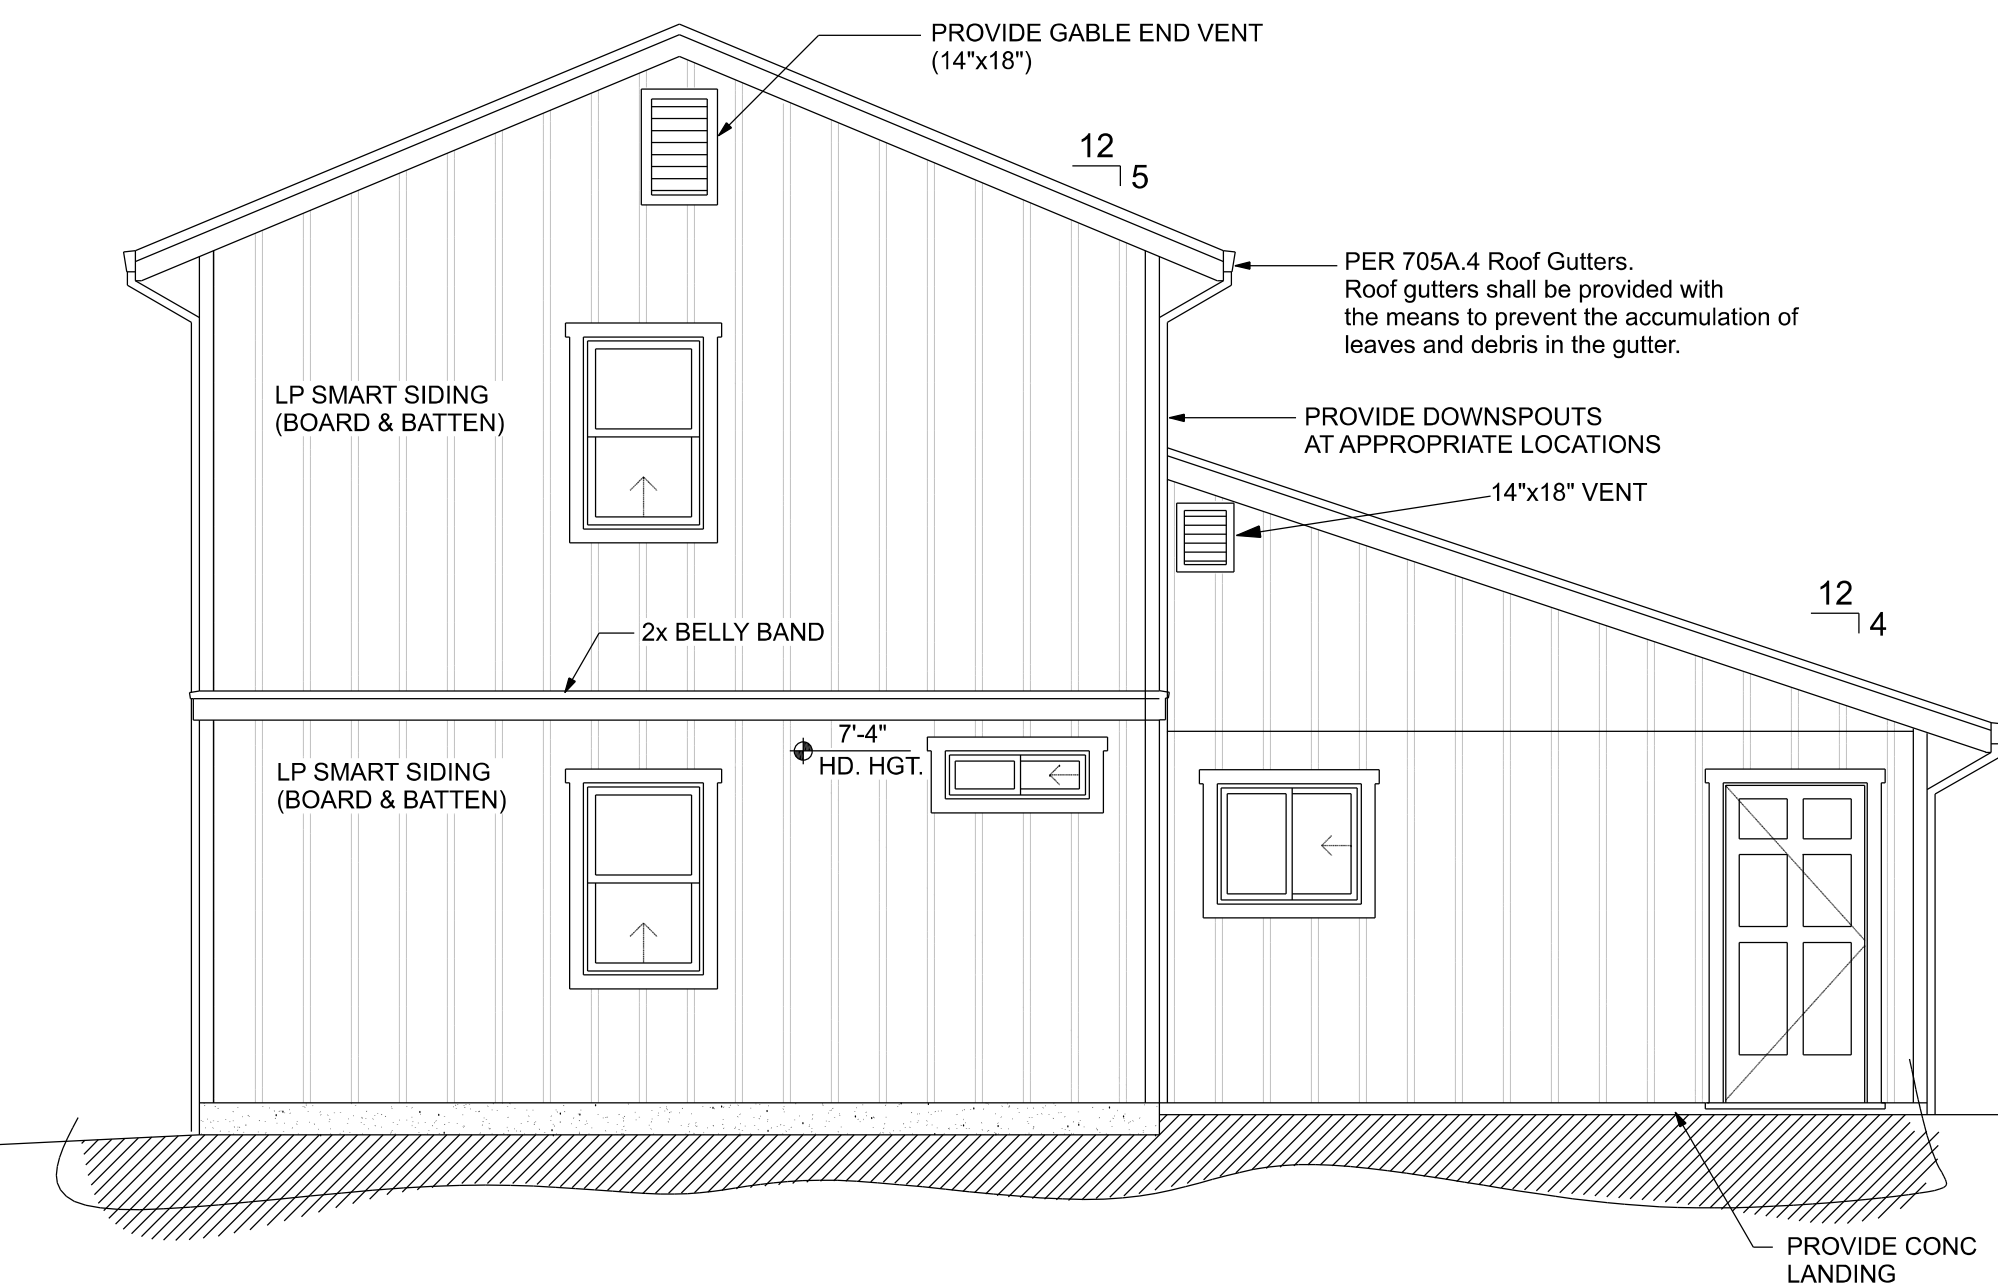 PROVIDE GABLE END VENT
(14"x18")
12
5
PER 705A.4 Roof Gutters.
Roof gutters shall be provided with
the means to prevent the accumulation of
leaves and debris in the gutter.
LP SMART SIDING
(BOARD & BATTEN)
PROVIDE DOWNSPOUTS
AT APPROPRIATE LOCATIONS
14"x18" VENT
12
4
2x BELLY BAND
7'-4"
HD. HGT.
LP SMART SIDING
(BOARD & BATTEN)
PROVIDE CONC
LANDING